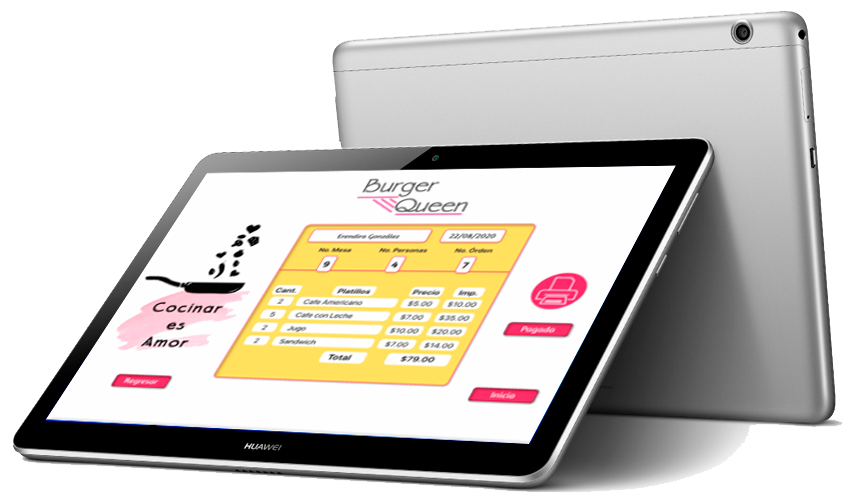 Burger
Queen
Erendira González
22/08/2020
No. Mesa No. Personas No. Órden
9 4 7
Cant. Platillos Precio Imp.
2 Cafe Americano $5.00 $10.00
5 Cafe con Leche $7.00 $35.00
2 Jugo $10.00 $20.00
2 Sandwich $7.00 $14.00
Total $79.00
Cocinar
es
Amor
Pagado
Regresar
Inicio
HUAWEI